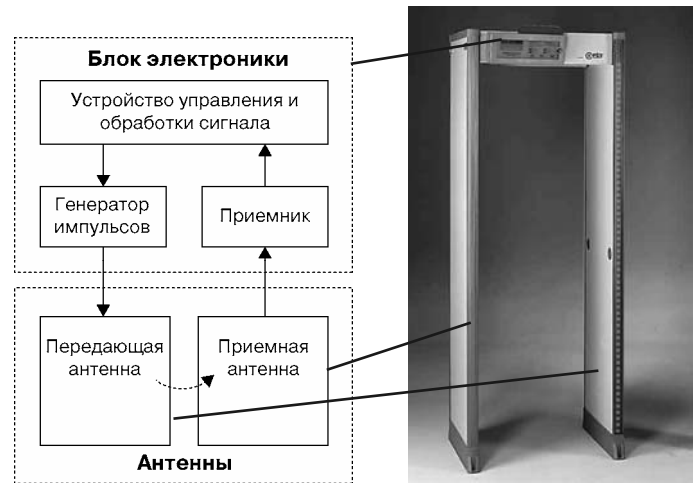 Блок электроники
Устройство управления и
обработки сигнала
Генератор
импульсов
Приемник
Передающая
антенна
Приемная
антенна
Антенны